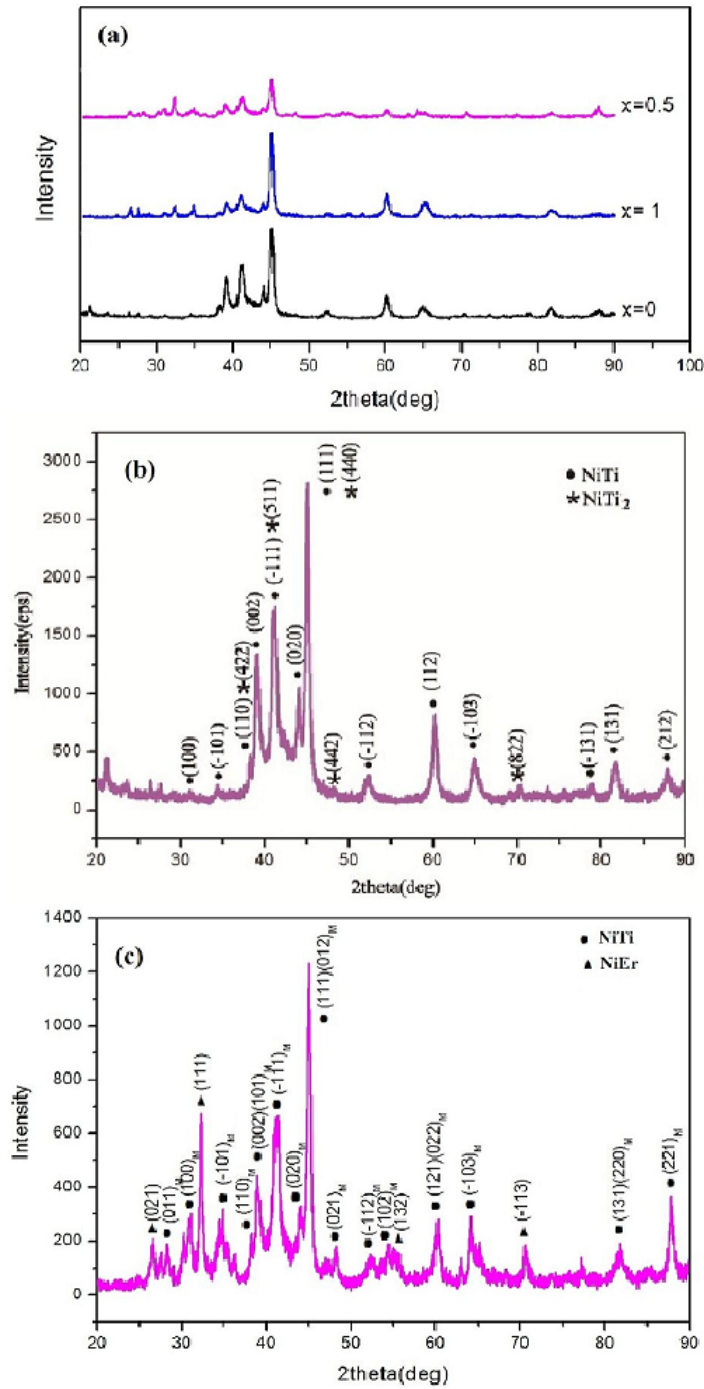 (a)
x=0.5
x= 1
x=0
Intensity
20 30 40 50 60 70 80 90 100
2theta(deg)
(b)
● NiTi
*NiTi2
3000
2500
2000
1500
1000
500
0
Intensity(cps)
●(100)
(-101)
(110)
*(422)
(002)
(-111)
*(511)
(020)
(111)
*(440)
*(442)
(-112)
(112)
(-103)
*(822)
(-131)
(131)
(212)
20 30 40 50 60 70 80 90
2theta(deg)
(c)
● NiTi
▲ NiEr
1400
1200
1000
800
600
400
200
0
Intensity
▲(021)
(011)M
(100)M
▲ (111)
(-101)M
(110)M
(002)(101)M
(-111)M
(020)M
● (111)(012)M
(021)M
(-112)M
(102)M
▲(132)
(121)(022)M
(-103)M
▲(-113)
(131)(220)M
(221)M
20 30 40 50 60 70 80 90
2theta(deg)